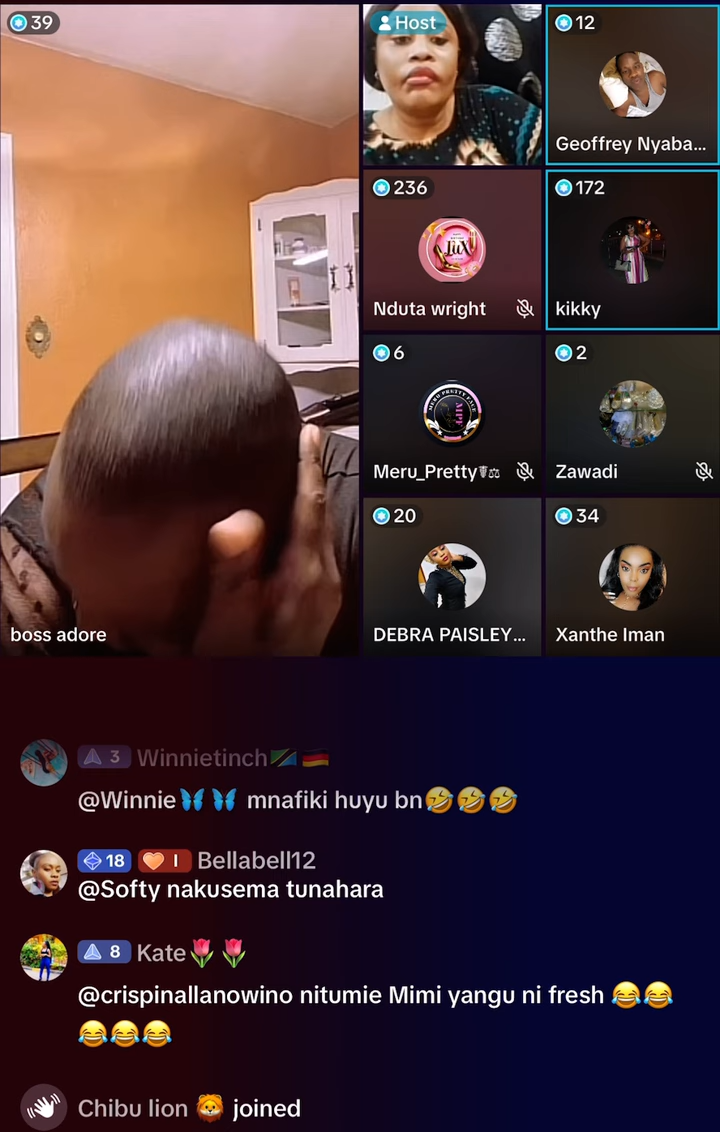 39
boss adore
Host
12
Geoffrey Nyaba...
236
Nduta wright
172
kikky
6
Meru_Pretty
2
Zawadi
20
DEBRA PAISLEY...
34
Xanthe Iman
3 Winnietinch🇹🇿🇩🇪
@Winnie🦋🦋 mnafiki huyu bn🤣🤣🤣
18 I Bellabell12
@Softy nakusema tunahara
8 Kate🌷🌷
@crispinallanowino nitumie Mimi yangu ni fresh 😂😂
😂😂😂
Chibu lion 🦁 joined